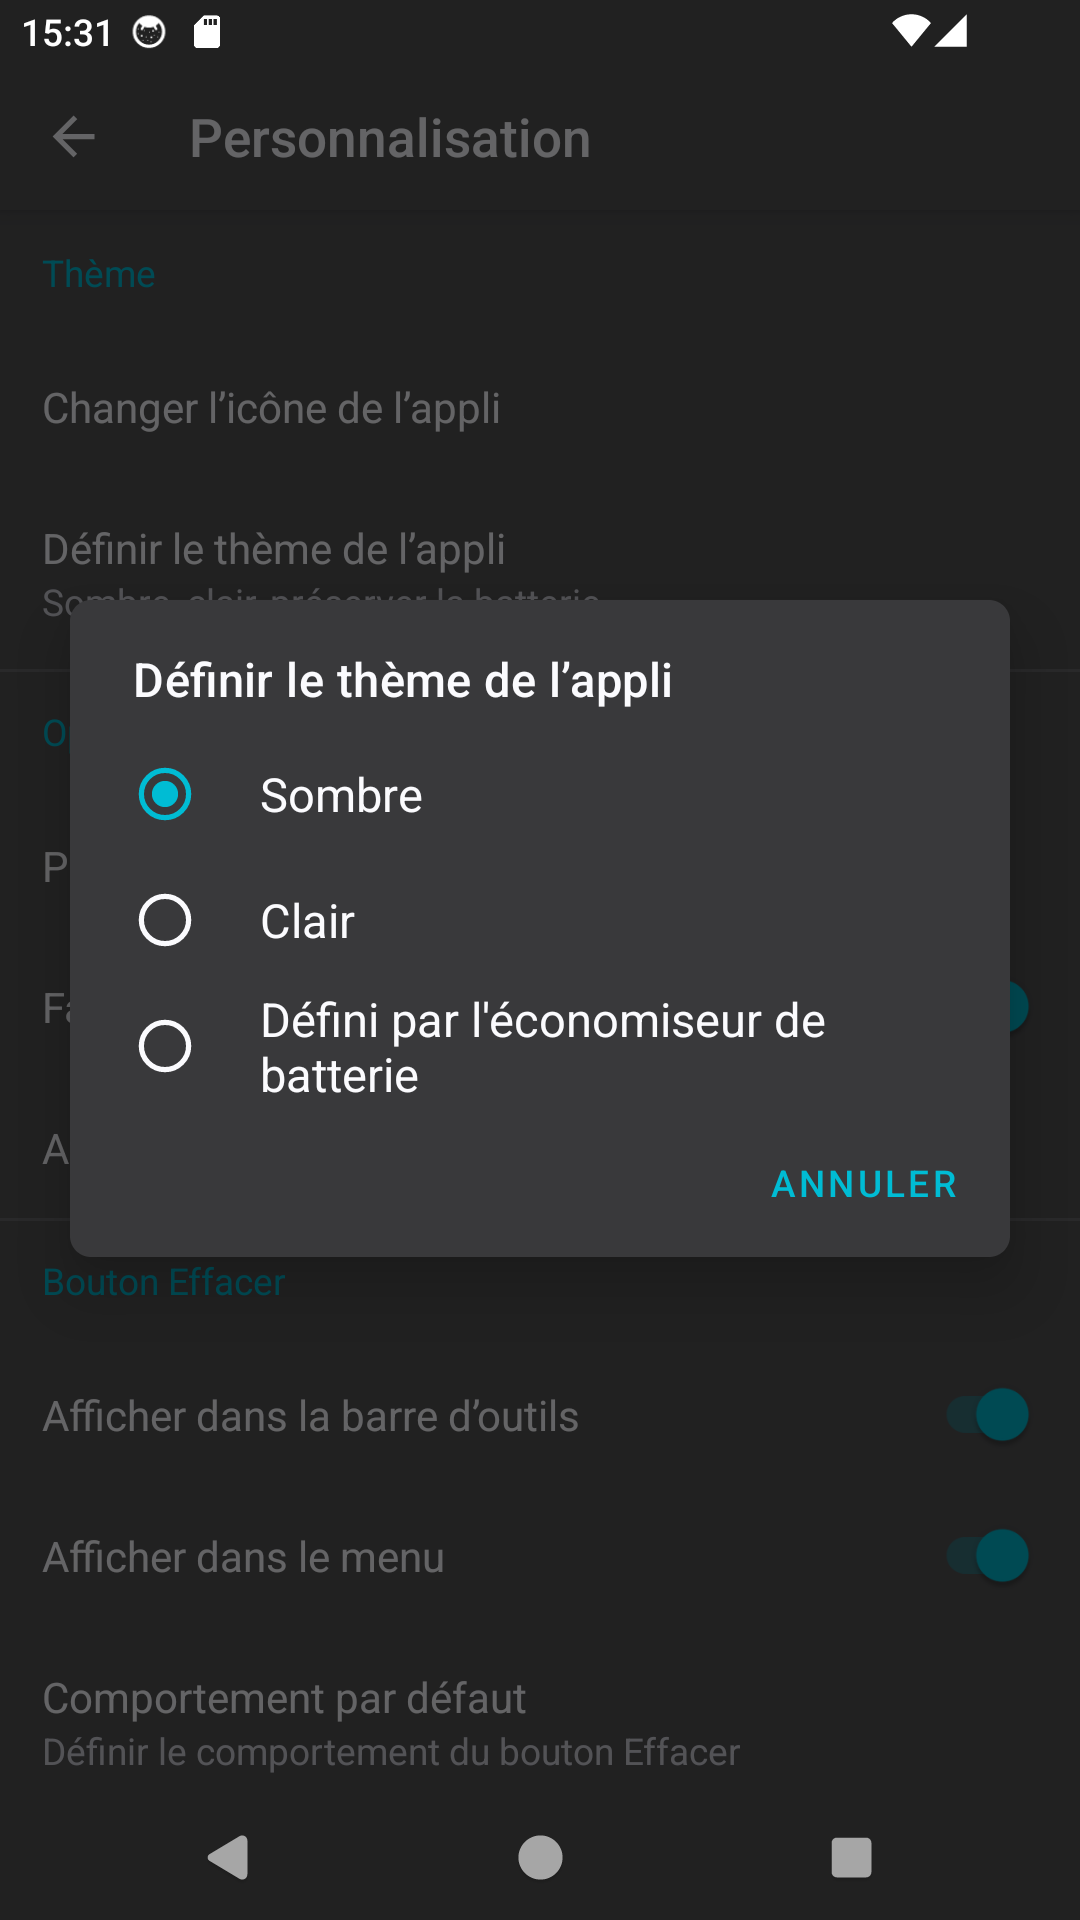 15:31
Personnalisation
Thème
Changer l’icône de l’appli
Définir le thème de l’appli
Sombre, clair, préserver la batterie
Définir le thème de l’appli
Sombre
Clair
Défini par l'économiseur de
batterie
ANNULER
Bouton Effacer
Afficher dans la barre d’outils
Afficher dans le menu
Comportement par défaut
Définir le comportement du bouton Effacer